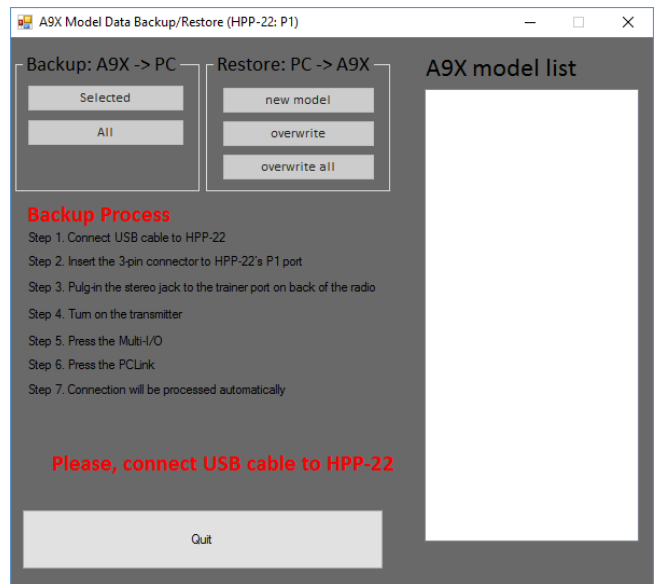 A9X Model Data Backup/Restore (HPP-22: P1)
Backup: A9X -> PC
Selected
All
Restore: PC -> A9X
new model
overwrite
overwrite all
A9X model list
Backup Process
Step 1. Connect USB cable to HPP-22
Step 2. Insert the 3-pin connector to HPP-22's P1 port
Step 3. Pulg-in the stereo jack to the trainer port on back of the radio
Step 4. Turn on the transmitter
Step 5. Press the Multi-I/O
Step 6. Press the PCLink
Step 7. Connection will be processed automatically
Please, connect USB cable to HPP-22
Quit